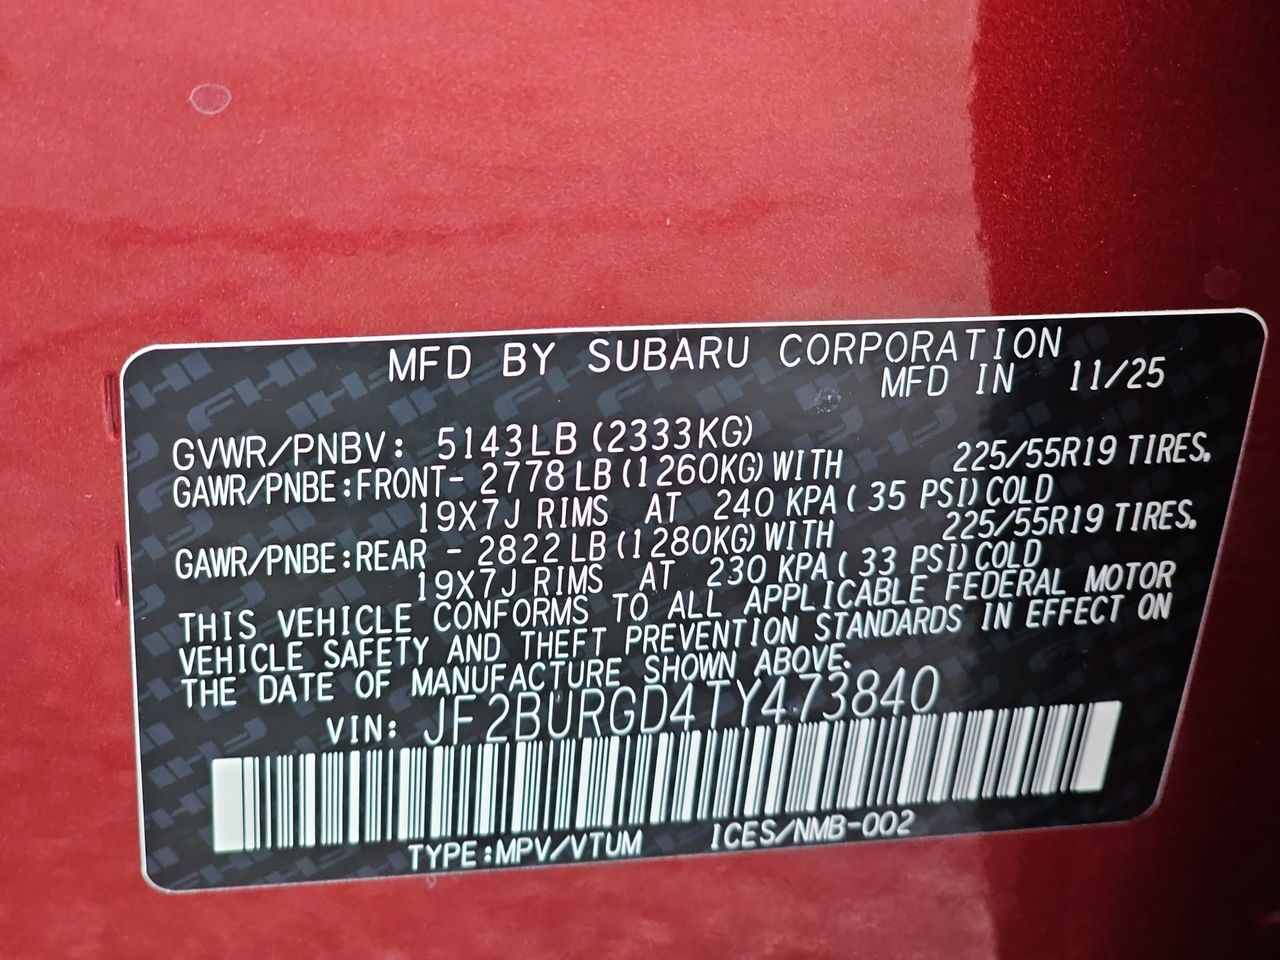 MFD BY SUBARU CORPORATION
MFD IN 11/25
GVWR/PNBV: 5143LB(2333KG)
GAWR/PNBE:FRONT- 2778LB(1260KG)WITH 225/55R19 TIRES.
19X7J RIMS AT 240 KPA( 35 PSI)COLD
GAWR/PNBE:REAR - 2822LB(1280KG)WITH 225/55R19 TIRES.
19X7J RIMS AT 230 KPA( 33 PSI)COLD
THIS VEHICLE CONFORMS TO ALL APPLICABLE FEDERAL MOTOR
VEHICLE SAFETY AND THEFT PREVENTION STANDARDS IN EFFECT ON
THE DATE OF MANUFACTURE SHOWN ABOVE.
VIN: JF2BURGD4TY473840
TYPE:MPV/VTUM ICES/NMB-002